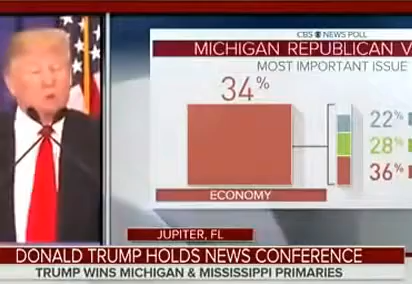 CBS NEWS POLL
MICHIGAN REPUBLICAN V
MOST IMPORTANT ISSUE
34%
22%
28%
36%
ECONOMY
JUPITER, FL
DONALD TRUMP HOLDS NEWS CONFERENCE
TRUMP WINS MICHIGAN & MISSISSIPPI PRIMARIES